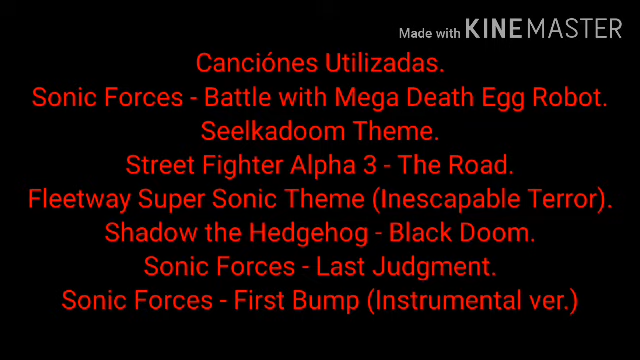 Made with KINEMASTER
Canciónes Utilizadas.
Sonic Forces - Battle with Mega Death Egg Robot.
Seelkadoom Theme.
Street Fighter Alpha 3 - The Road.
Fleetway Super Sonic Theme (Inescapable Terror).
Shadow the Hedgehog - Black Doom.
Sonic Forces - Last Judgment.
Sonic Forces - First Bump (Instrumental ver.)